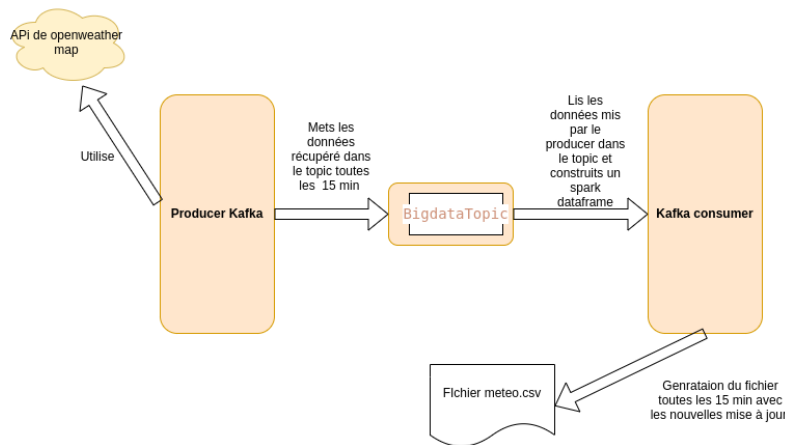 APi de openweather
map
Utilise
Producer Kafka
Mets les
données
récupéré dans
le topic toutes
les 15 min
BigdataTopic
Lis les
données mis
par le
producer dans
le topic et
construits un
spark
dataframe
Kafka consumer
FIchier meteo.csv
Genrataion du fichier
toutes les 15 min avec
les nouvelles mise à jour